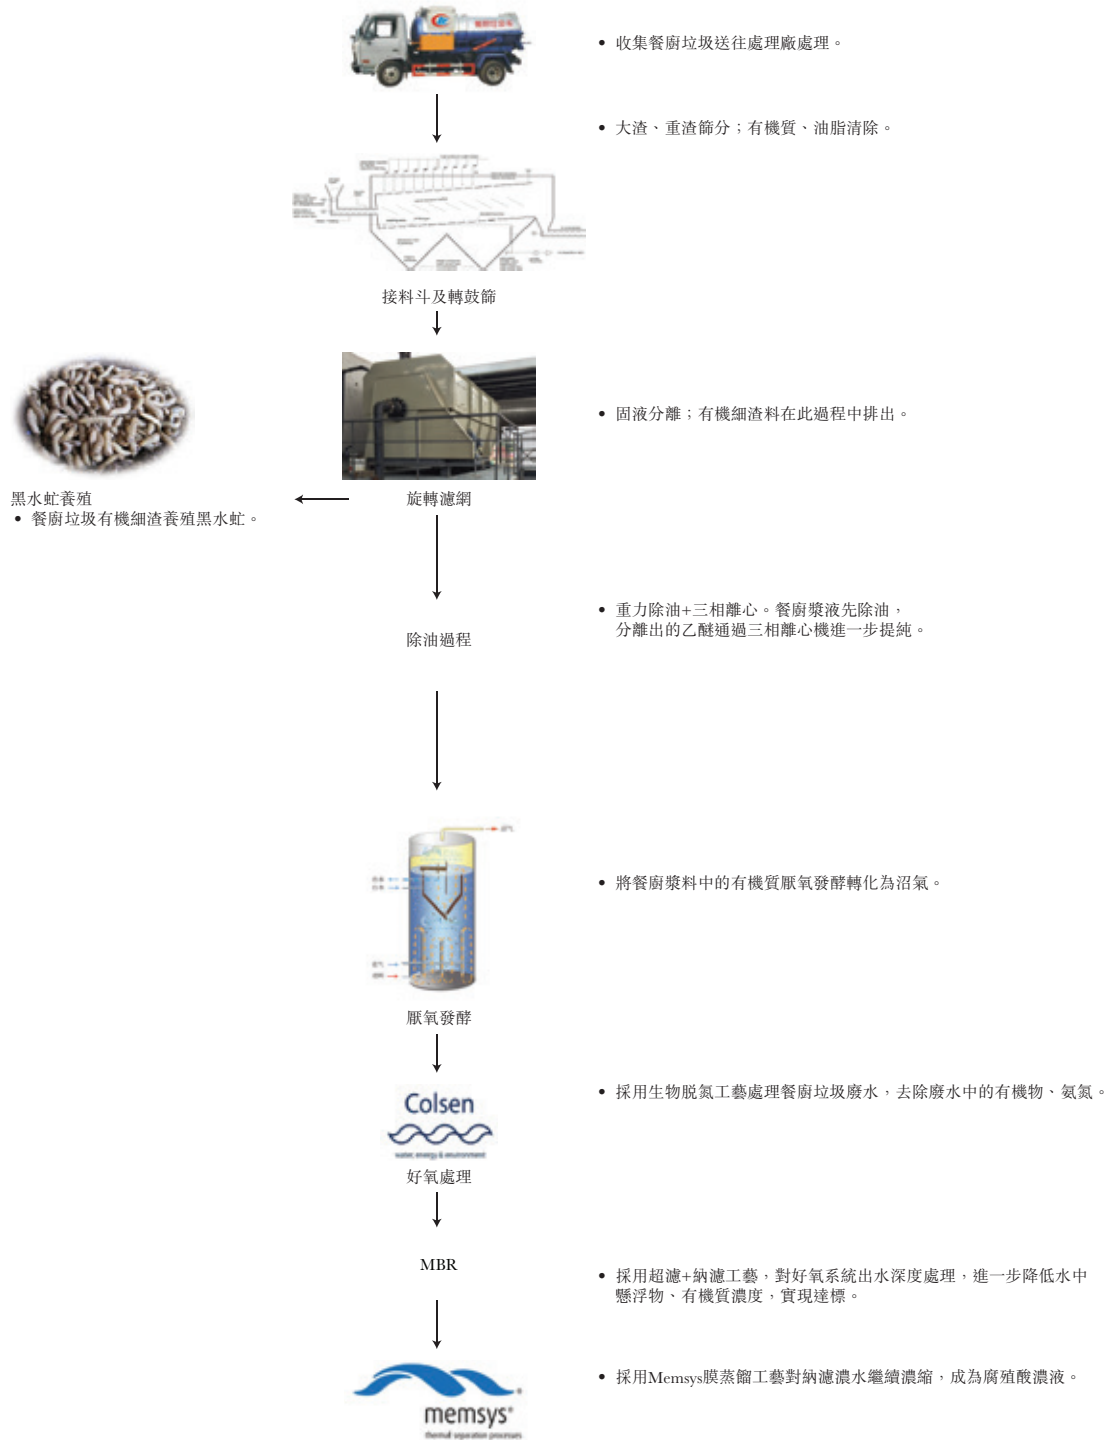 • 收集餐廚垃圾送往處理廠處理。
• 大渣、重渣篩分；有機質、油脂清除。
接料斗及轉鼓篩
• 固液分離；有機細渣料在此過程中排出。
黑水虻養殖
• 餐廚垃圾有機細渣養殖黑水虻。
旋轉濾網
• 重力除油+三相離心。餐廚漿液先除油，
分離出的乙醚通過三相離心機進一步提純。
除油過程
• 將餐廚漿料中的有機質厭氧發酵轉化為沼氣。
厭氧發酵
• 採用生物脱氮工藝處理餐廚垃圾廢水，去除廢水中的有機物、氨氮。
Colsen
water, energy & environment
好氧處理
MBR
• 採用超濾+納濾工藝，對好氧系統出水深度處理，進一步降低水中
懸浮物、有機質濃度，實現達標。
• 採用Memsys膜蒸餾工藝對納濾濃水繼續濃縮，成為腐殖酸濃液。
memsys®
thermal separation processes